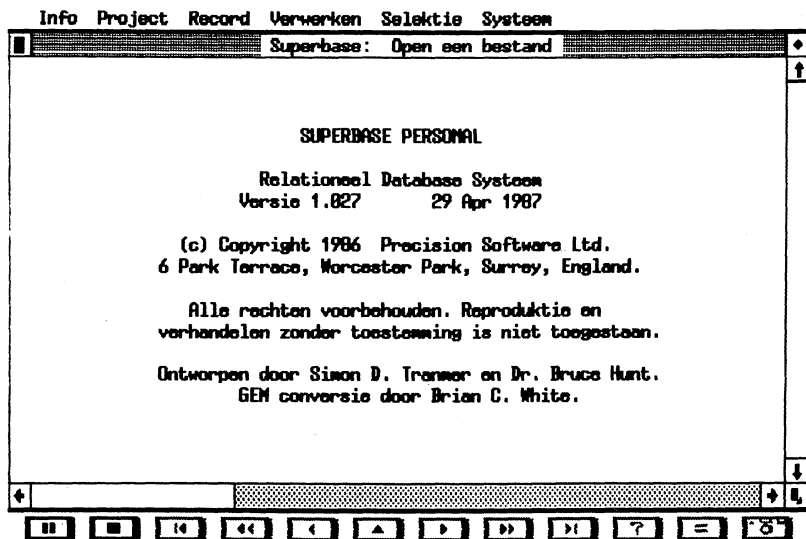 Info Project Record Verwerken Selektie Systeem
Superbase: Open een bestand
SUPERBASE PERSONAL
Relationeel Database Systeem
Versie 1.027 29 Apr 1987
(c) Copyright 1986 Precision Software Ltd.
6 Park Terrace, Worcester Park, Surrey, England.
Alle rechten voorbehouden. Reproduktie en
verhandelen zonder toestemming is niet toegestaan.
Ontworpen door Simon D. Tranmer en Dr. Bruce Hunt.
GEM conversie door Brian C. White.
? =